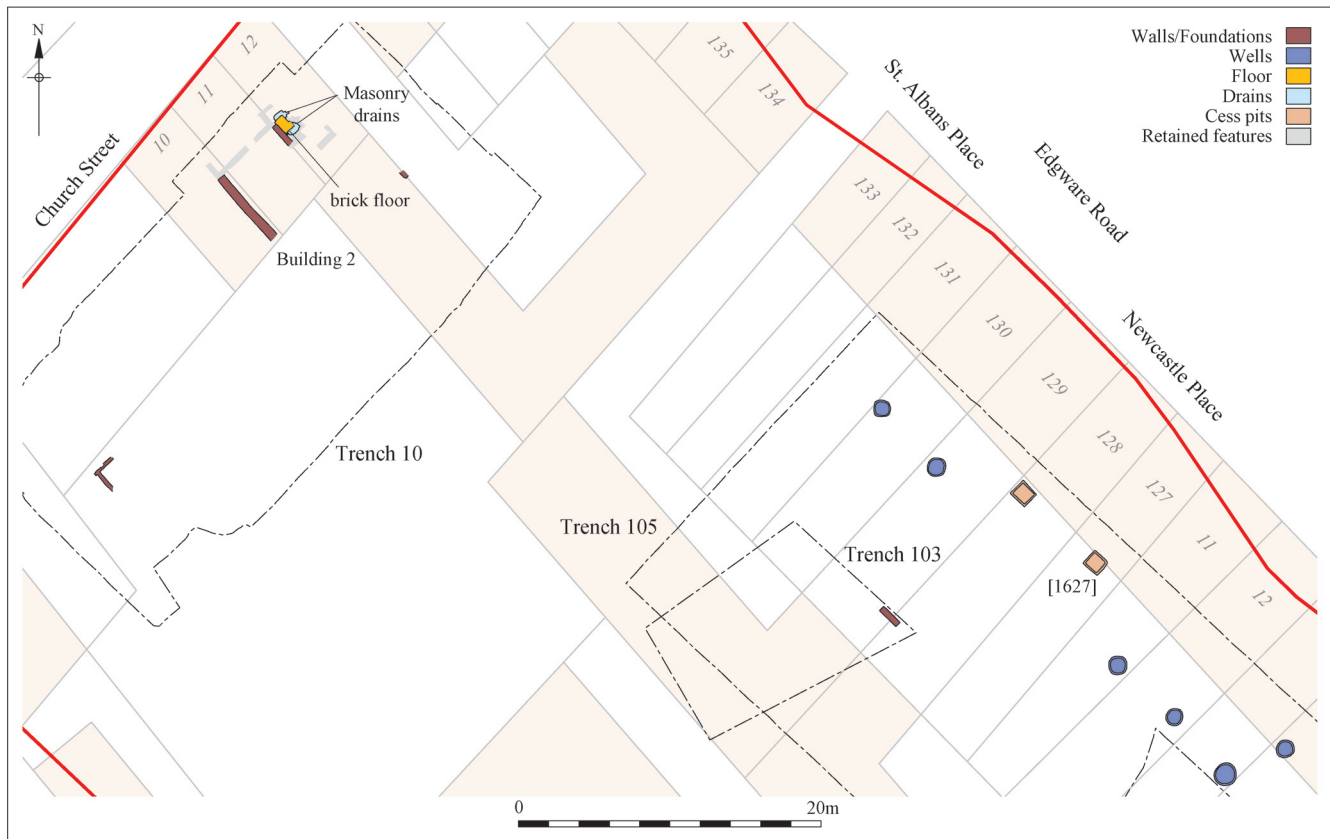 N
Walls/Foundations
Wells
Floor
Drains
Cess pits
Retained features
Church Street
12
11
10
Masonry
drains
brick floor
Building 2
135
134
St. Albans Place
Edgware Road
Newcastle Place
133
132
131
130
129
128
127
11
12
Trench 10
Trench 105
Trench 103
[1627]
0
20m